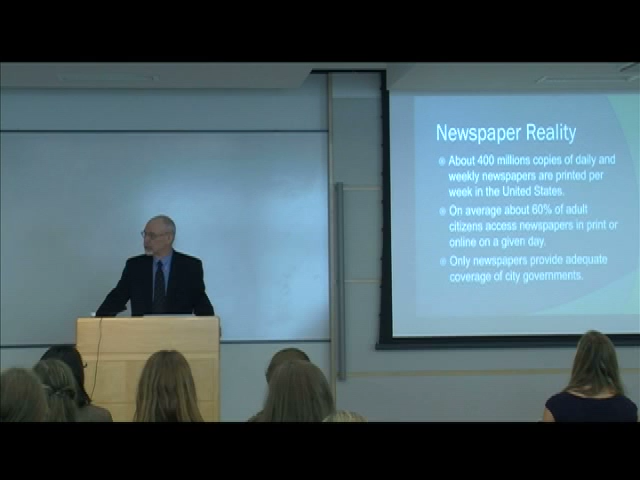 Newspaper Reality
About 400 millions copies of daily and
weekly newspapers are printed per
week in the United States.
On average about 60% of adult
citizens access newspapers in print or
online on a given day.
Only newspapers provide adequate
coverage of city governments.